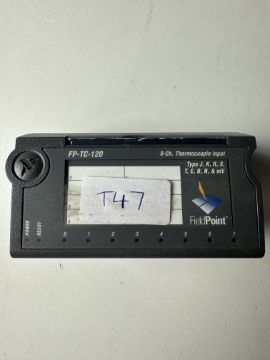 FP-TC-120
8-Ch. Thermocouple Input
Type J, K, R, S,
T, E, B, N, & mV
T47
FieldPoint™
POWER
READY
0 1 2 3 4 5 6 7